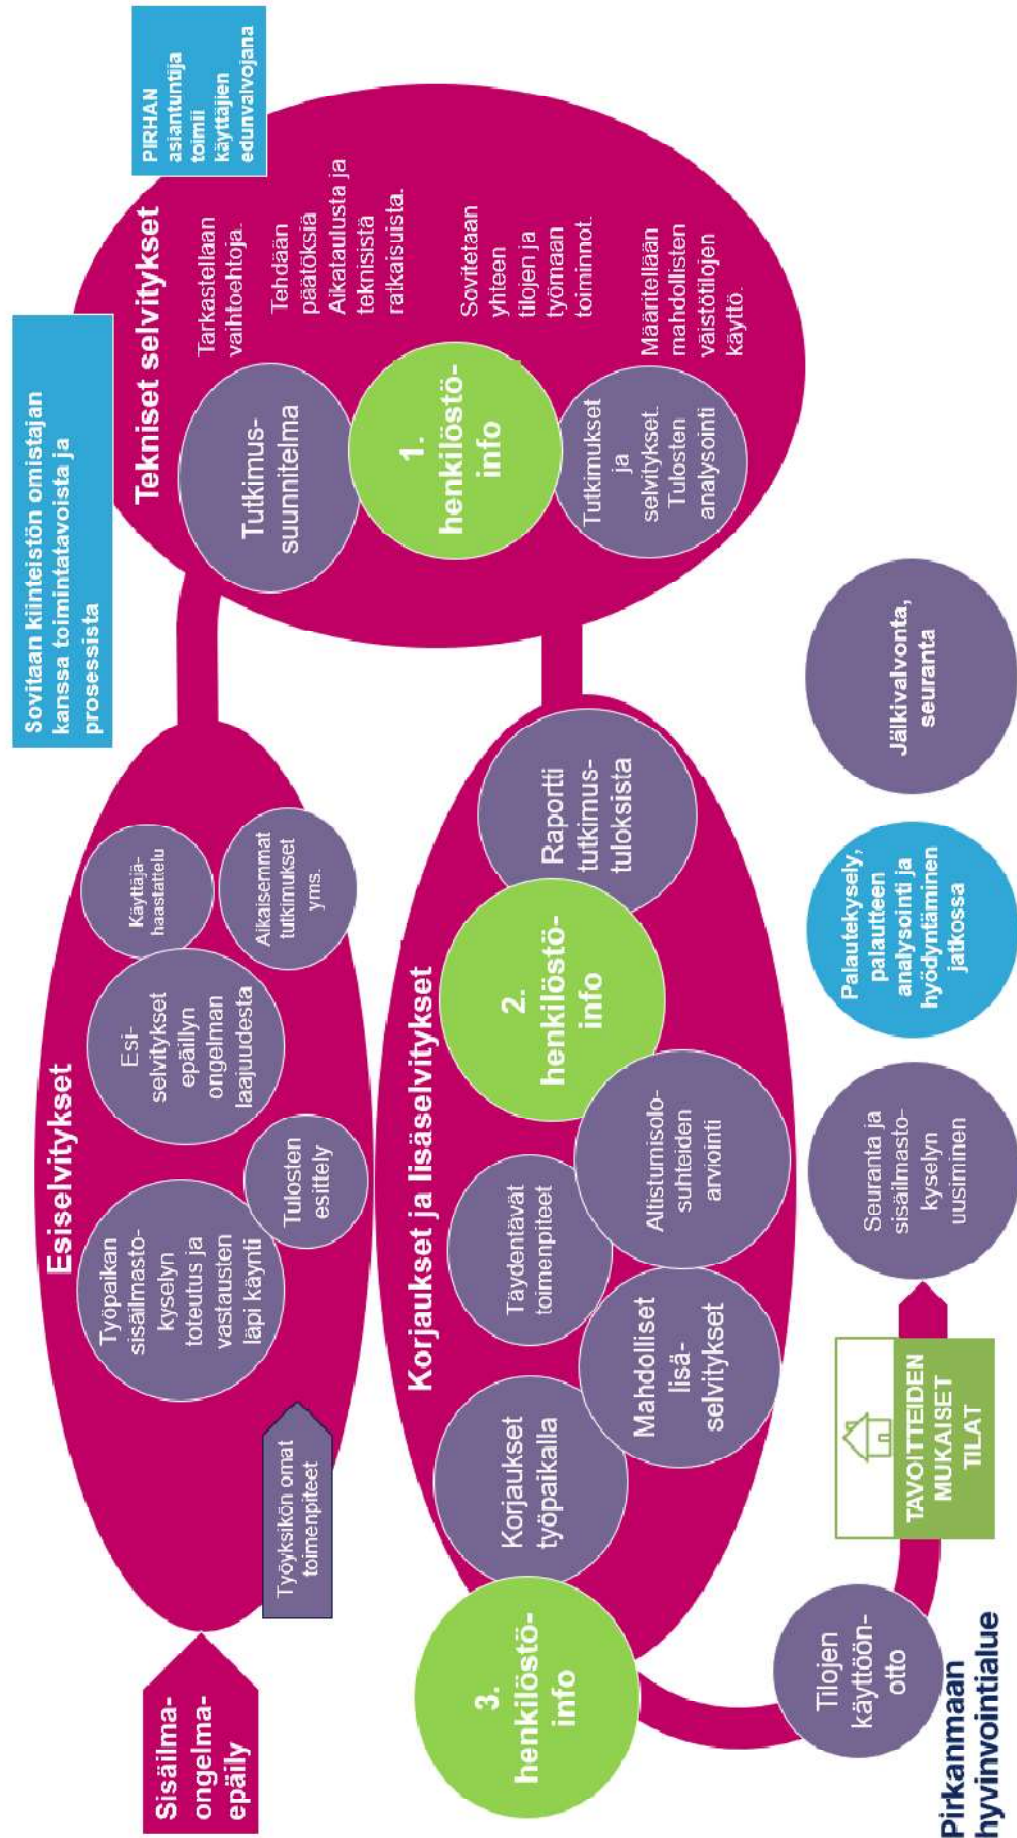 Sisäilma-
ongelma-
epäily
Esiselvitykset
Työyksikön omat
toimenpiteet
Työpaikan
sisäilmasto-
kyselyn
toteutus ja
vastausten
läpi käynti
Tulosten
esittely
Esi-
selvitykset
epäillyn
ongelman
laajuudesta
Käyttäjä-
haastattelu
Aikaisemmat
tutkimukset
yms.
Sovitaan kiinteistön omistajan
kanssa toimintatavoista ja
prosessista
Tekniset selvitykset
PIRHAN
asiantuntija
toimii
käyttäjien
edunvalvojana
Tutkimus-
suunnitelma
1.
henkilöstö-
info
Tutkimukset
ja
selvitykset.
Tulosten
analysointi
Tarkastellaan
vaihtoehtoja.
Tehdään
päätöksiä
Aikataulusta ja
teknisistä
ratkaisuista.
Sovitetaan
yhteen
tilojen ja
työmaan
toiminnot.
Määritellään
mahdollisten
väistötilojen
käyttö.
Korjaukset ja lisäselvitykset
Raportti
tutkimus-
tuloksista
2.
henkilöstö-
info
Altistumisolo-
suhteiden
arviointi
Täydentävät
toimenpiteet
Mahdolliset
lisä-
selvitykset
Korjaukset
työpaikalla
3.
henkilöstö-
info
Tilojen
käyttöön-
otto
TAVOITTEIDEN
MUKAISET
TILAT
Seuranta ja
sisäilmasto-
kyselyn
uusiminen
Palautekysely,
palautteen
analysointi ja
hyödyntäminen
jatkossa
Jälkivalvonta,
seuranta
Pirkanmaan
hyvinvointialue